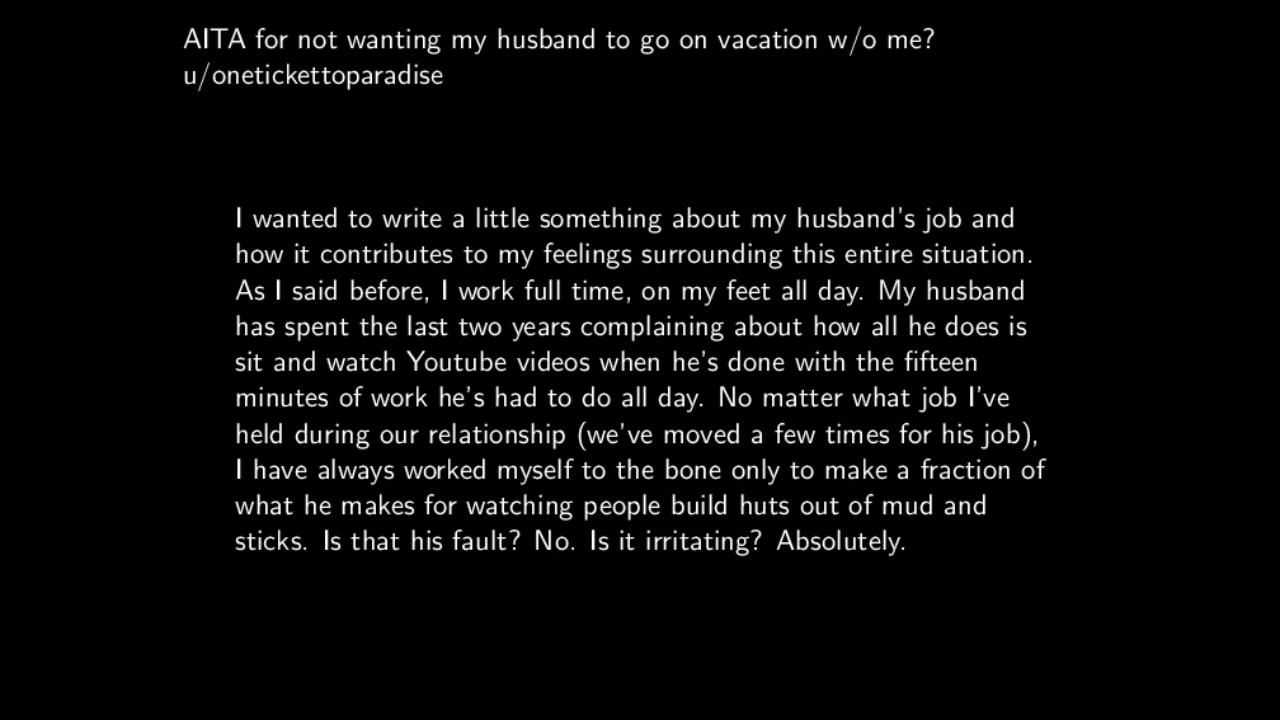 AITA for not wanting my husband to go on vacation w/o me?
u/onetickettoparadise
I wanted to write a little something about my husband's job and
how it contributes to my feelings surrounding this entire situation.
As I said before, I work full time, on my feet all day. My husband
has spent the last two years complaining about how all he does is
sit and watch Youtube videos when he's done with the fifteen
minutes of work he's had to do all day. No matter what job I've
held during our relationship (we've moved a few times for his job),
I have always worked myself to the bone only to make a fraction of
what he makes for watching people build huts out of mud and
sticks. Is that his fault? No. Is it irritating? Absolutely.